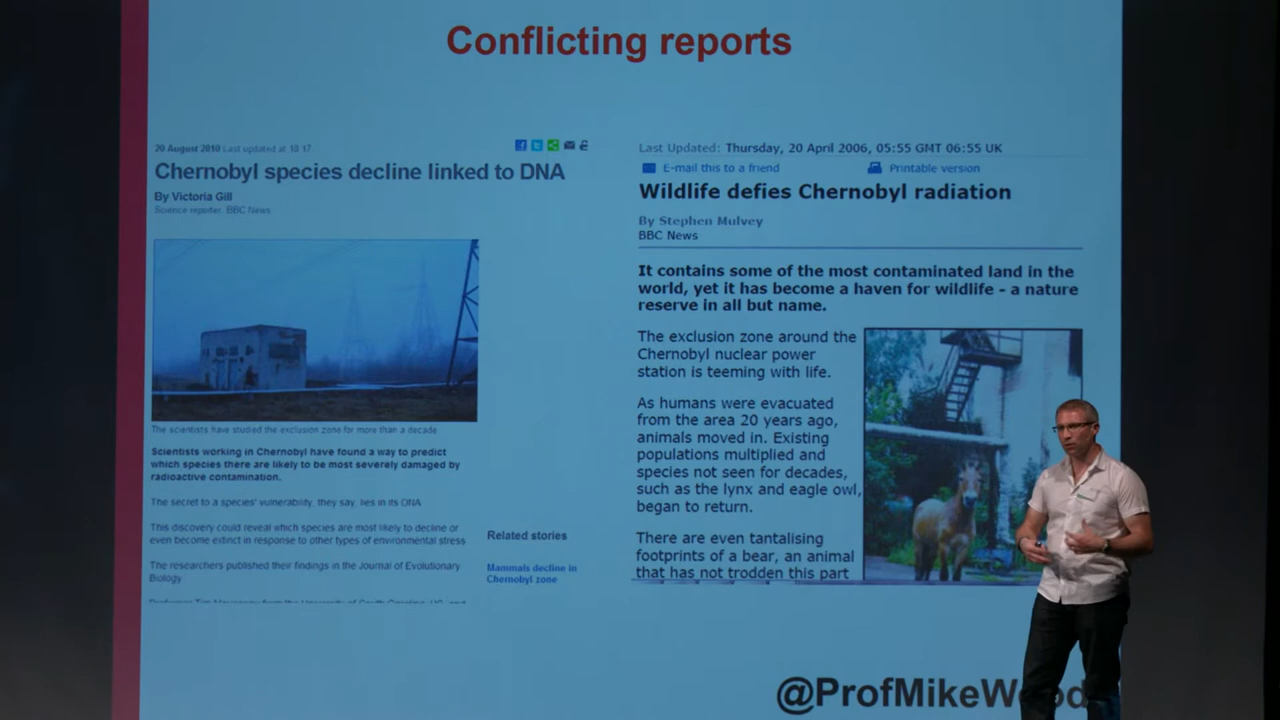 Conflicting reports
20 August 2010 Last updated at 10:17
Chernobyl species decline linked to DNA
By Victoria Gill
Science reporter, BBC News
The scientists have studied the exclusion zone for more than a decade
Scientists working in Chernobyl have found a way to predict
which species there are likely to be most severely damaged by
radioactive contamination.
The secret to a species' vulnerability, they say, lies in its DNA
This discovery could reveal which species are most likely to decline or
even become extinct in response to other types of environmental stress
The researchers published their findings in the Journal of Evolutionary
Biology
Related stories
Mammals decline in
Chernobyl zone
Last Updated: Thursday, 20 April 2006, 05:55 GMT 06:55 UK
E-mail this to a friend
Printable version
Wildlife defies Chernobyl radiation
By Stephen Mulvey
BBC News
It contains some of the most contaminated land in the
world, yet it has become a haven for wildlife - a nature
reserve in all but name.
The exclusion zone around the
Chernobyl nuclear power
station is teeming with life.
As humans were evacuated
from the area 20 years ago,
animals moved in. Existing
populations multiplied and
species not seen for decades,
such as the lynx and eagle owl,
began to return.
There are even tantalising
footprints of a bear, an animal
that has not trodden this part
@ProfMikeWood